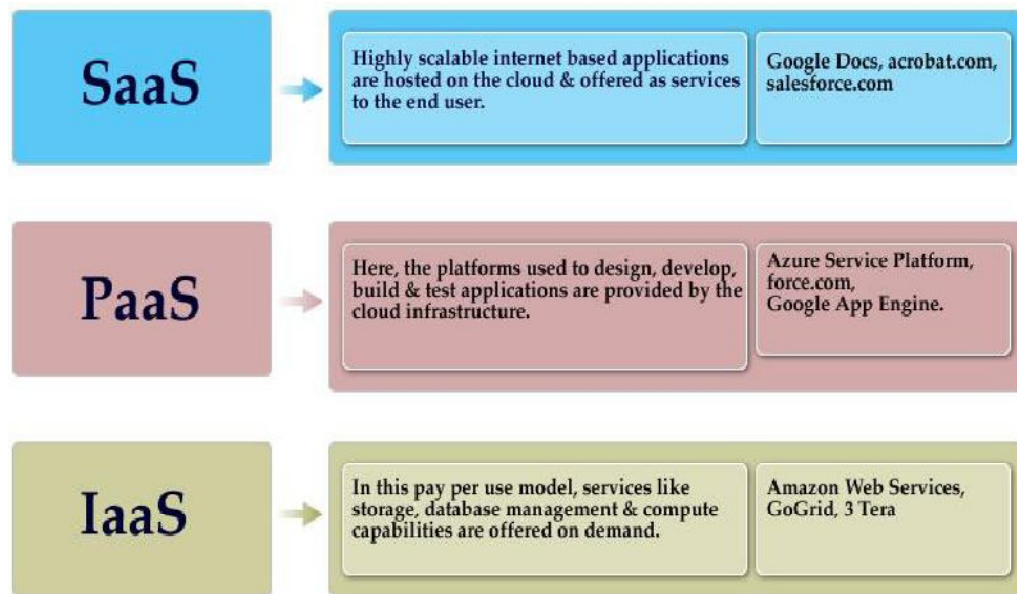 SaaS
Highly scalable internet based applications
are hosted on the cloud & offered as services
to the end user.
Google Docs, acrobat.com,
salesforce.com
PaaS
Here, the platforms used to design, develop,
build & test applications are provided by the
cloud infrastructure.
Azure Service Platform,
force.com,
Google App Engine.
IaaS
In this pay per use model, services like
storage, database management & compute
capabilities are offered on demand.
Amazon Web Services,
GoGrid, 3 Tera